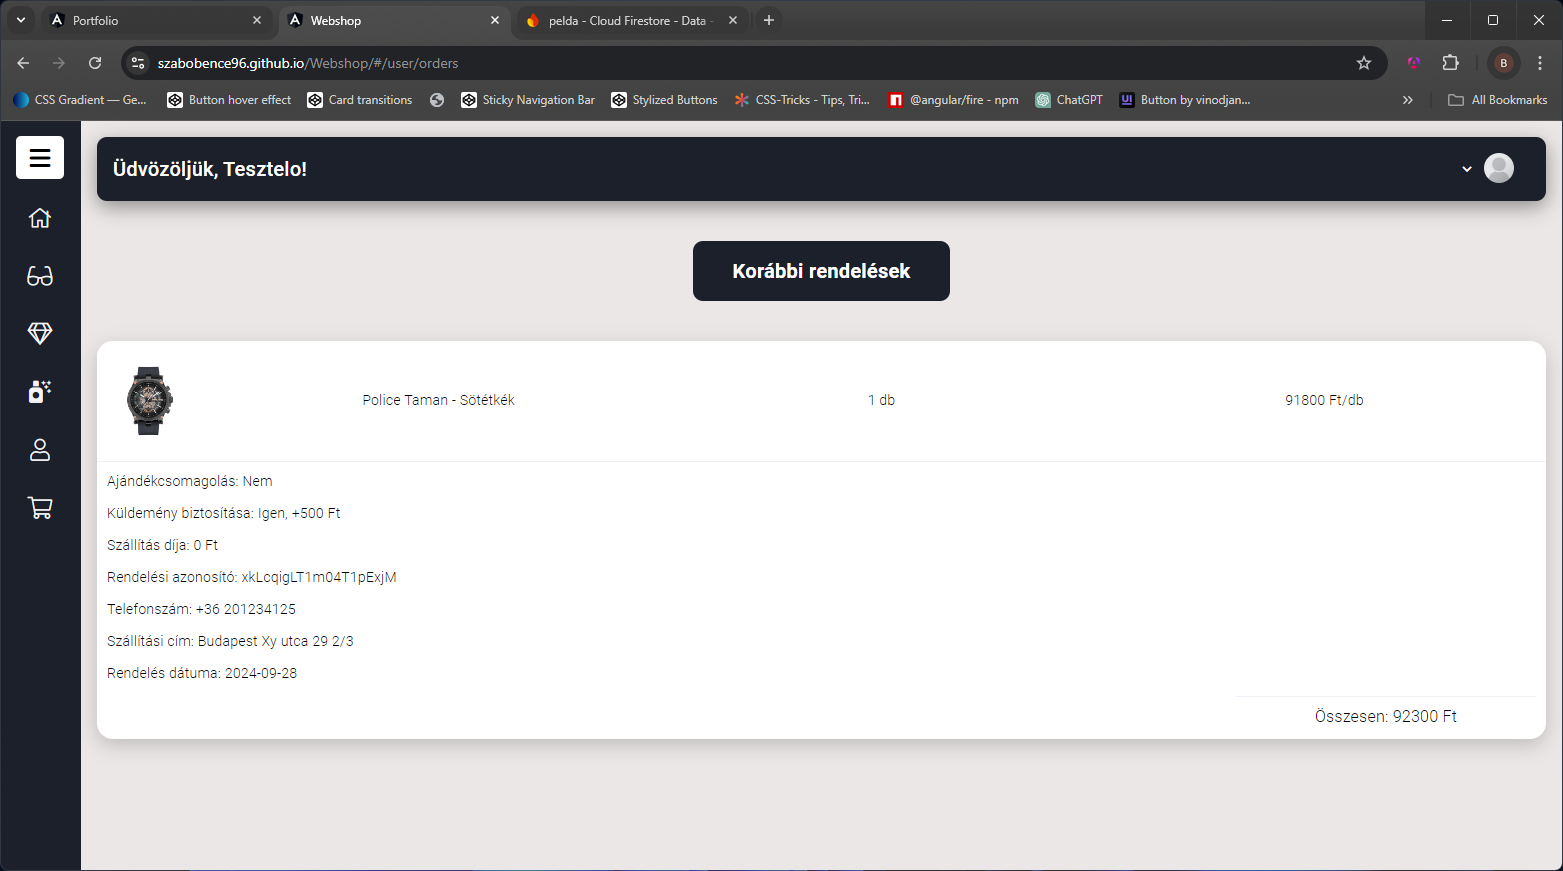 Portfolio
Webshop
pelda - Cloud Firestore - Data -
szabobence96.github.io/Webshop/#/user/orders
B
CSS Gradient — Ge...
Button hover effect
Card transitions
Sticky Navigation Bar
Stylized Buttons
CSS-Tricks - Tips, Tri...
@angular/fire - npm
ChatGPT
UI
Button by vinodjan...
All Bookmarks
Üdvözöljük, Tesztelo!
Korábbi rendelések
Police Taman - Sötétkék
1 db
91800 Ft/db
Ajándékcsomagolás: Nem
Küldemény biztosítása: Igen, +500 Ft
Szállítás díja: 0 Ft
Rendelési azonosító: xkLcqigLT1m04T1pExjM
Telefonszám: +36 201234125
Szállítási cím: Budapest Xy utca 29 2/3
Rendelés dátuma: 2024-09-28
Összesen: 92300 Ft